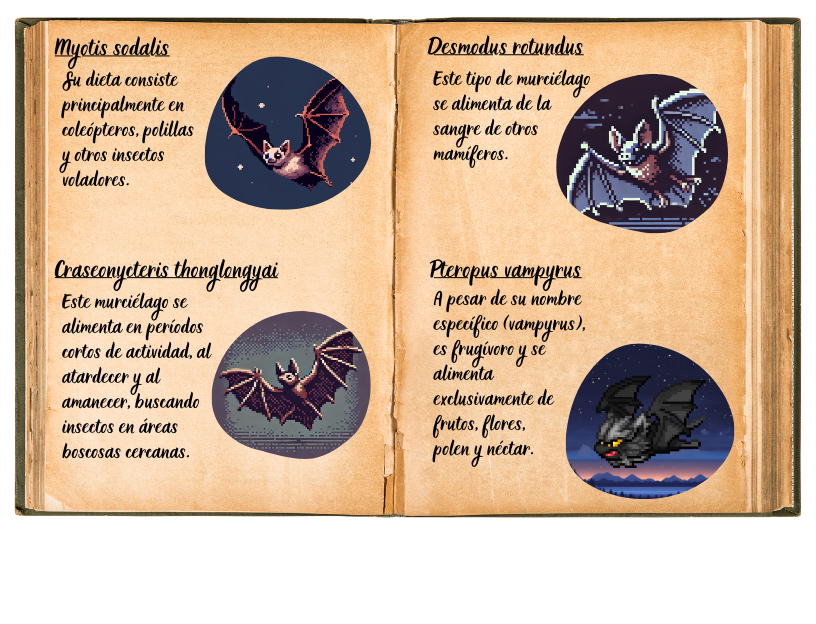 Myotis sodalis
Su dieta consiste
principalmente en
coleópteros, polillas
y otros insectos
voladores.
Craseonycteris thonglongyai
Este murciélago se
alimenta en períodos
cortos de actividad, al
atardecer y al
amanecer, buscando
insectos en áreas
boscosas cercanas.
Desmodus rotundus
Este tipo de murciélago
se alimenta de la
sangre de otros
mamíferos.
Pteropus vampyrus
A pesar de su nombre
específico (vampyrus),
es frugívoro y se
alimenta
exclusivamente de
frutos, flores,
polen y néctar.